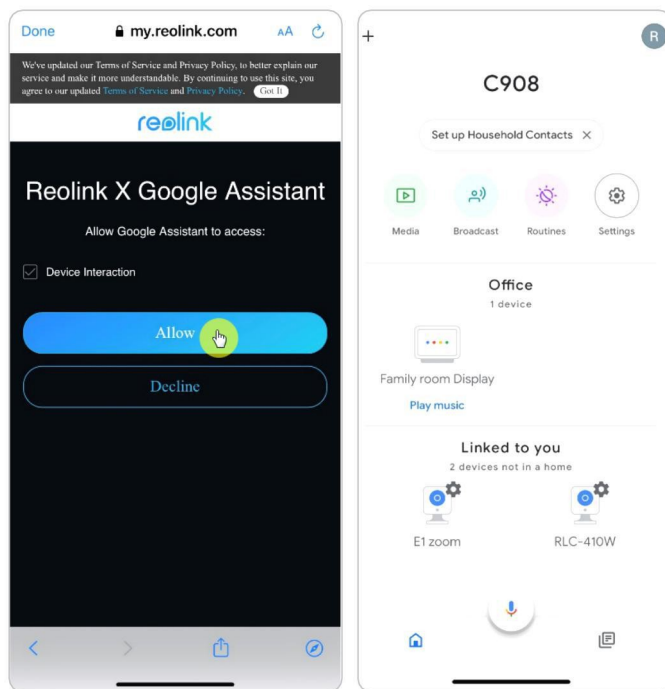 Done
my.reolink.com
AA
We've updated our Terms of Service and Privacy Policy, to better explain our
service and make it more understandable. By continuing to use this site, you
agree to our updated Terms of Service and Privacy Policy. Got It
reolink
Reolink X Google Assistant
Allow Google Assistant to access:
Device Interaction
Allow
Decline
+
R
C908
Set up Household Contacts ×
Media Broadcast Routines Settings
Office
1 device
Family room Display
Play music
Linked to you
2 devices not in a home
E1 zoom RLC-410W